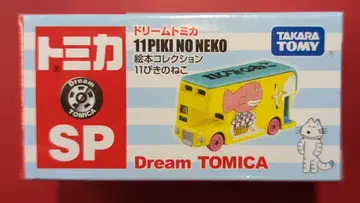 トミカ
Dream
TOMICA
SP
ドリームトミカ
11PIKI NO NEKO
絵本コレクション
11ぴきのねこ
TAKARA
TOMY
Dream TOMICA